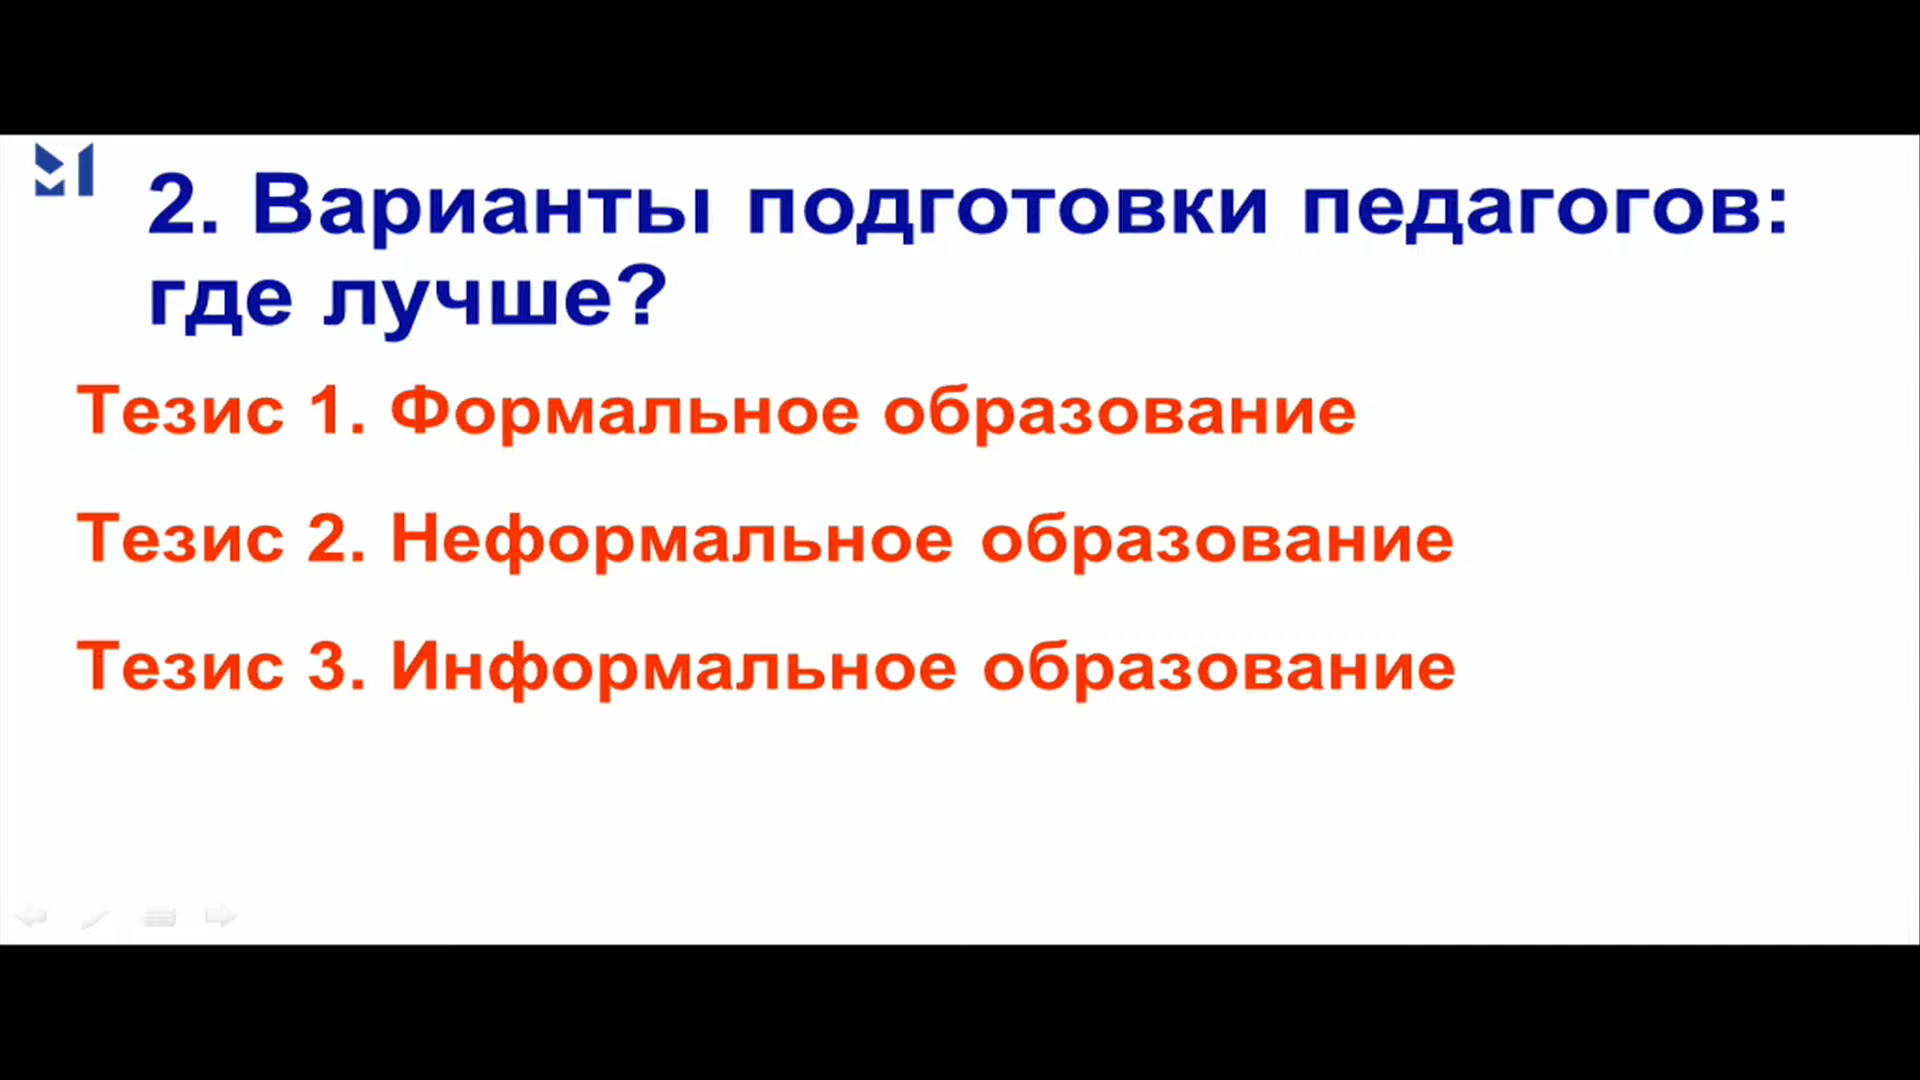 2. Варианты подготовки педагогов:
где лучше?
Тезис 1. Формальное образование
Тезис 2. Неформальное образование
Тезис 3. Информальное образование